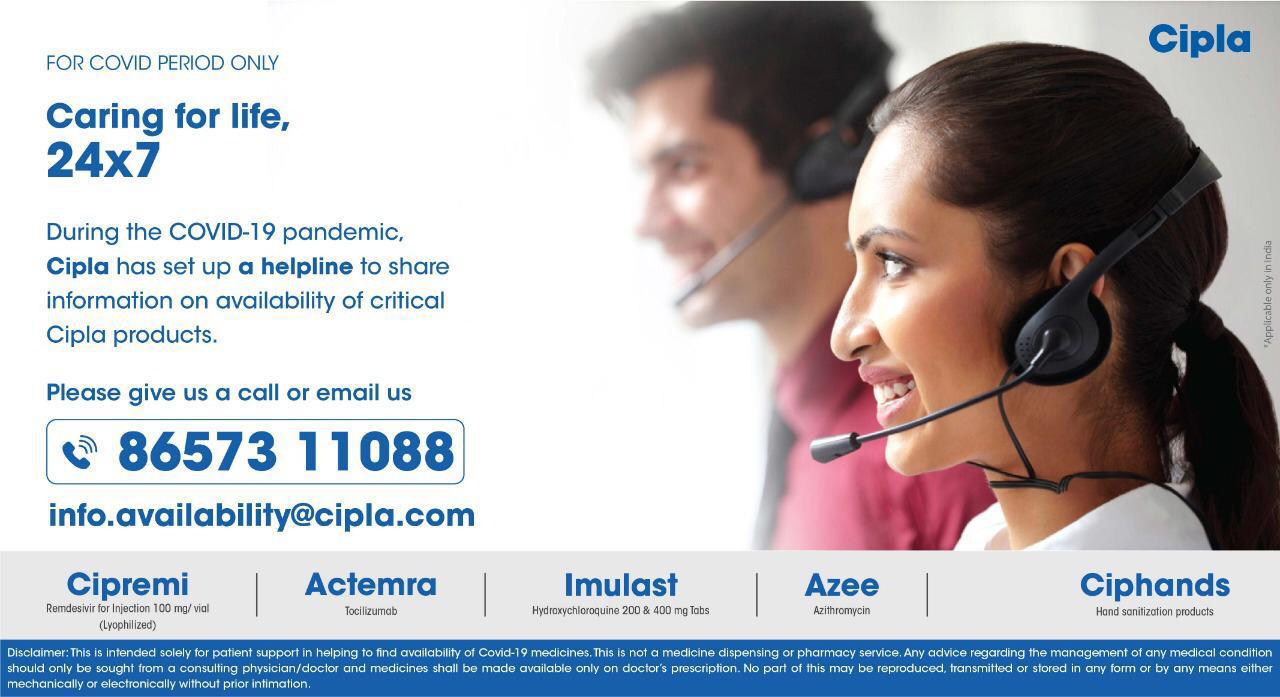 Cipla
FOR COVID PERIOD ONLY
Caring for life,
24x7
During the COVID-19 pandemic,
Cipla has set up a helpline to share
information on availability of critical
Cipla products.
Please give us a call or email us
86573 11088
info.availability@cipla.com
*Applicable only in India
Cipremi
Remdesivir for Injection 100 mg/ vial
(Lyophilized)
Actemra
Tocilizumab
Imulast
Hydroxychloroquine 200 & 400 mg Tabs
Azee
Azithromycin
Ciphands
Hand sanitization products
Disclaimer: This is intended solely for patient support in helping to find availability of Covid-19 medicines. This is not a medicine dispensing or pharmacy service. Any advice regarding the management of any medical condition
should only be sought from a consulting physician/doctor and medicines shall be made available only on doctor's prescription. No part of this may be reproduced, transmitted or stored in any form or by any means either
mechanically or electronically without prior intimation.